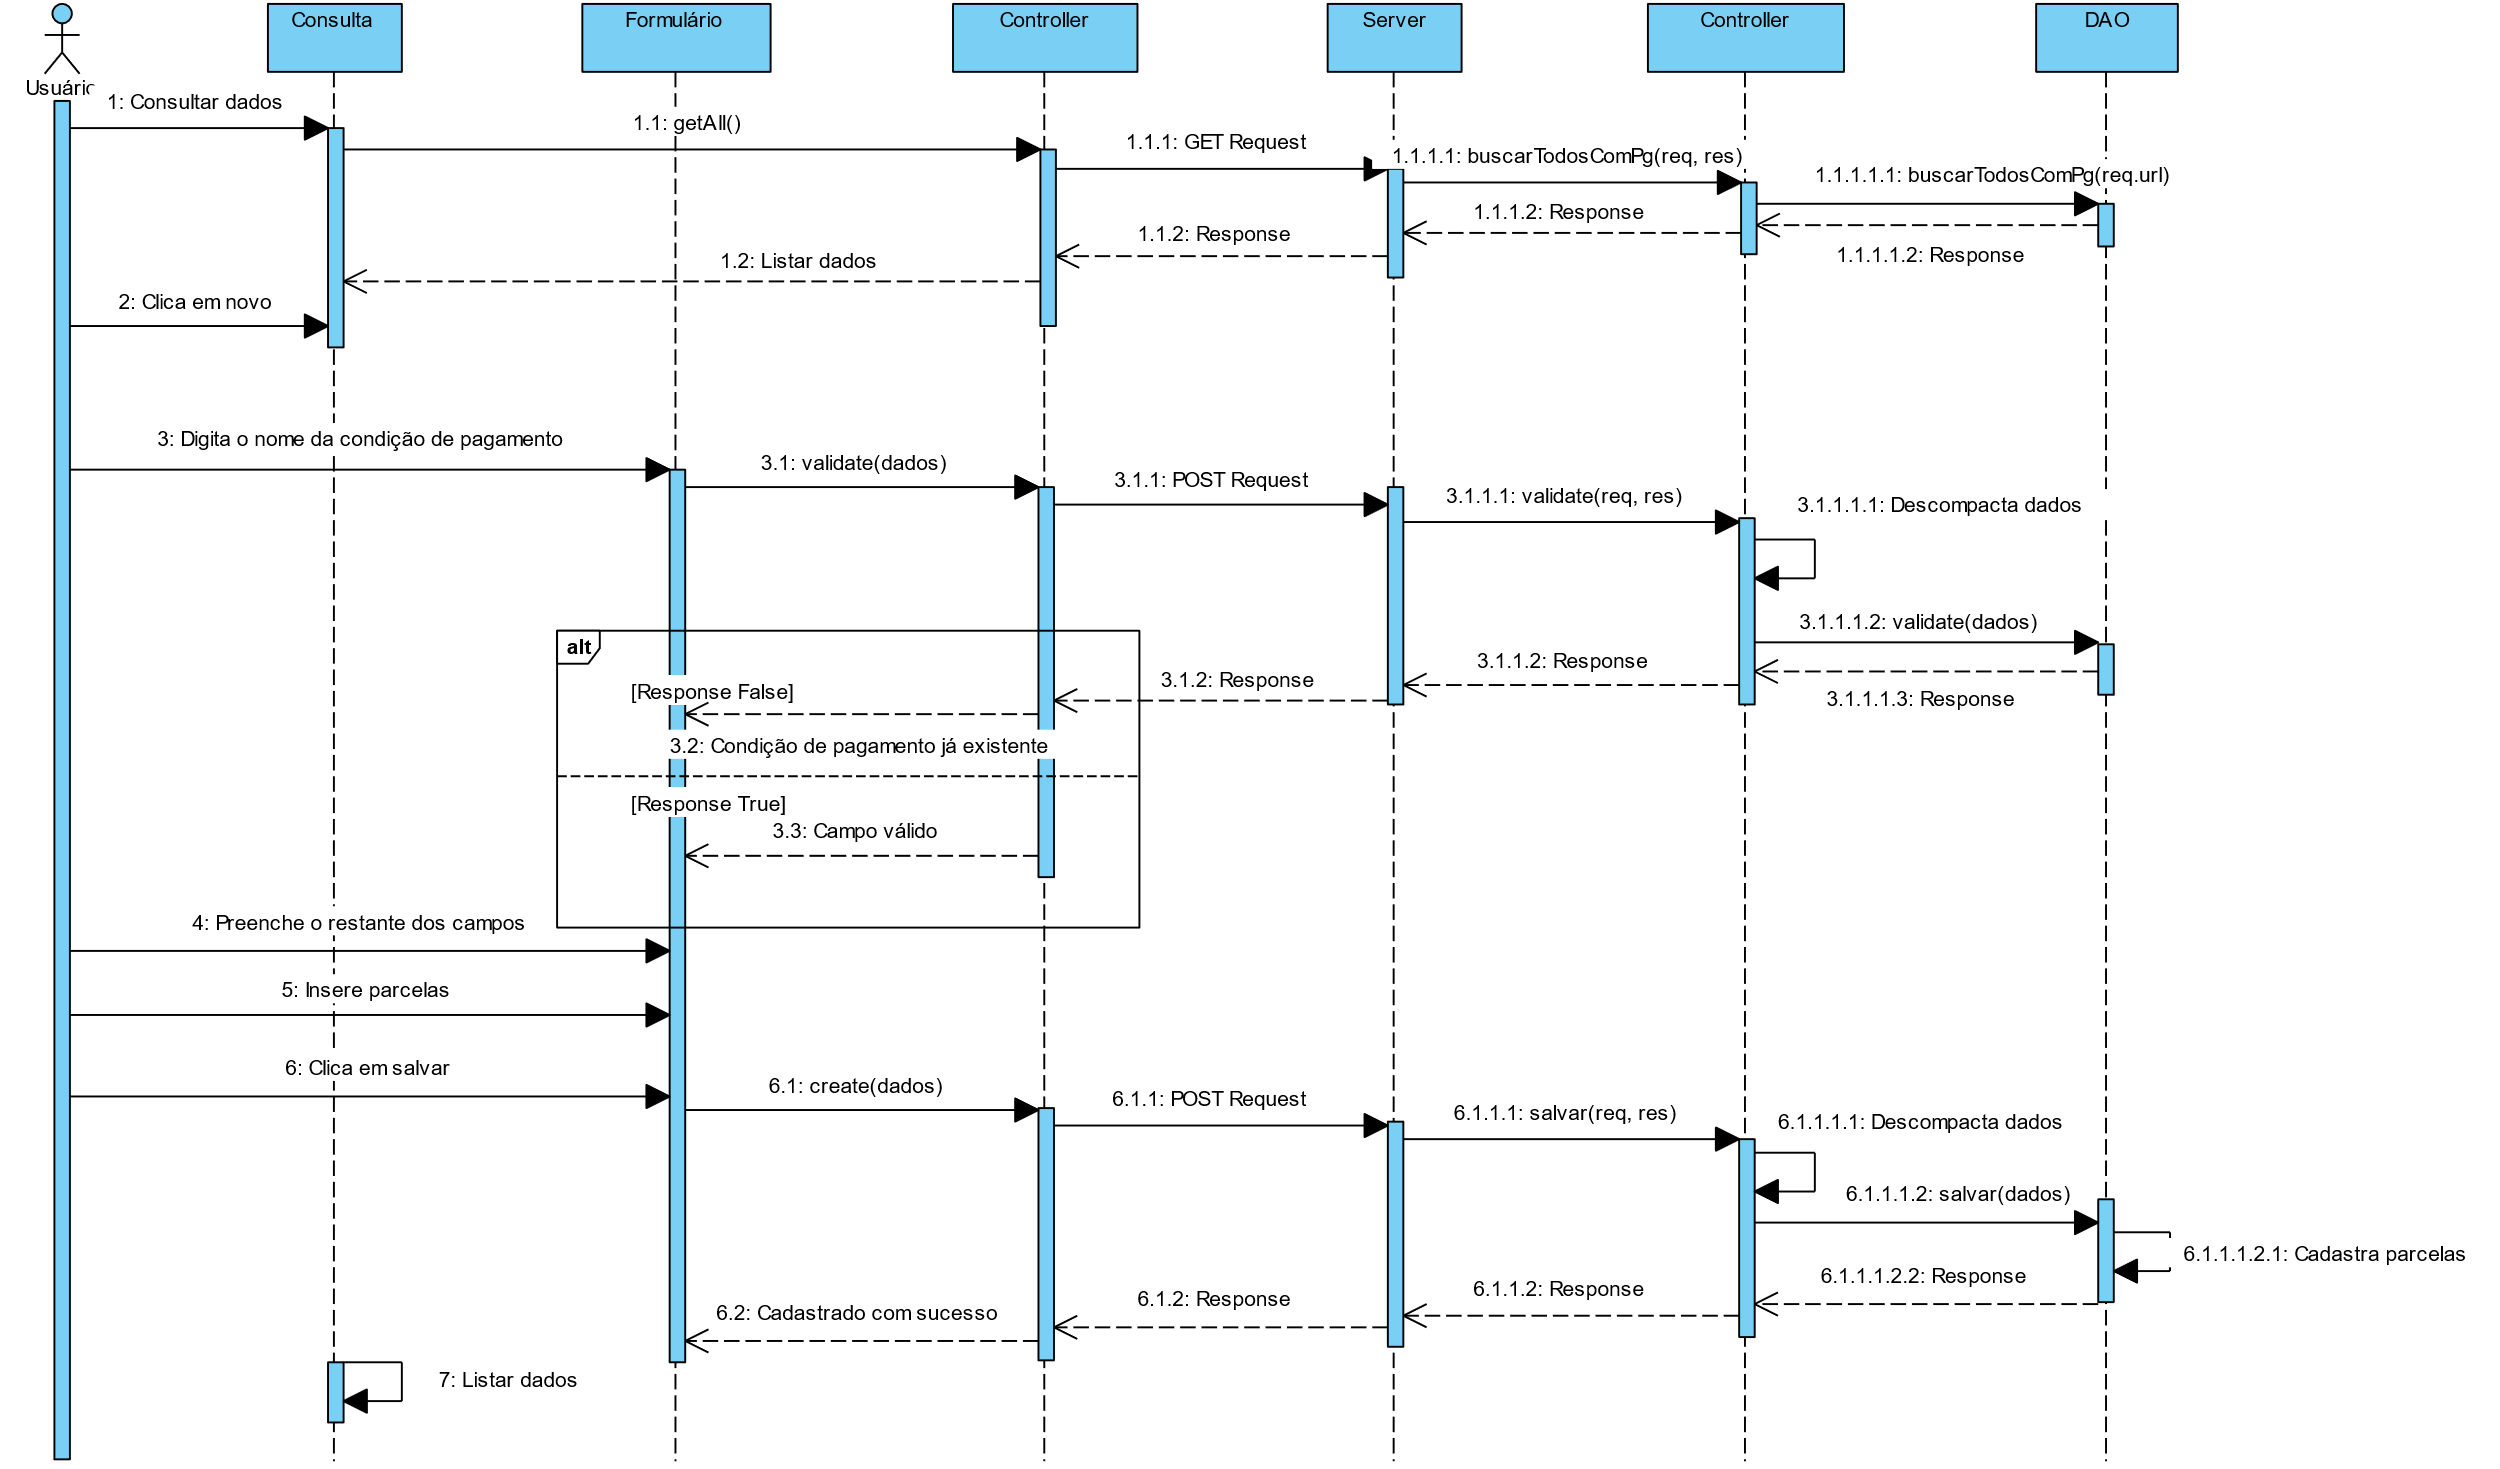 Consulta
Formulário
Controller
Server
Controller
DAO
Usuário
1: Consultar dados
1.1: getAll()
1.1.1: GET Request
1.1.1.1: buscarTodosComPg(req, res)
1.1.1.1.1: buscarTodosComPg(req.url)
1.1.1.2: Response
1.1.2: Response
1.1.1.1.2: Response
1.2: Listar dados
2: Clica em novo
3: Digita o nome da condição de pagamento
3.1: validate(dados)
3.1.1: POST Request
3.1.1.1: validate(req, res)
3.1.1.1.1: Descompacta dados
3.1.1.1.2: validate(dados)
alt
3.1.1.2: Response
3.1.2: Response
[Response False]
3.1.1.1.3: Response
3.2: Condição de pagamento já existente
[Response True]
3.3: Campo válido
4: Preenche o restante dos campos
5: Insere parcelas
6: Clica em salvar
6.1: create(dados)
6.1.1: POST Request
6.1.1.1: salvar(req, res)
6.1.1.1.1: Descompacta dados
6.1.1.1.2: salvar(dados)
6.1.1.1.2.1: Cadastra parcelas
6.1.1.1.2.2: Response
6.1.1.2: Response
6.1.2: Response
6.2: Cadastrado com sucesso
7: Listar dados